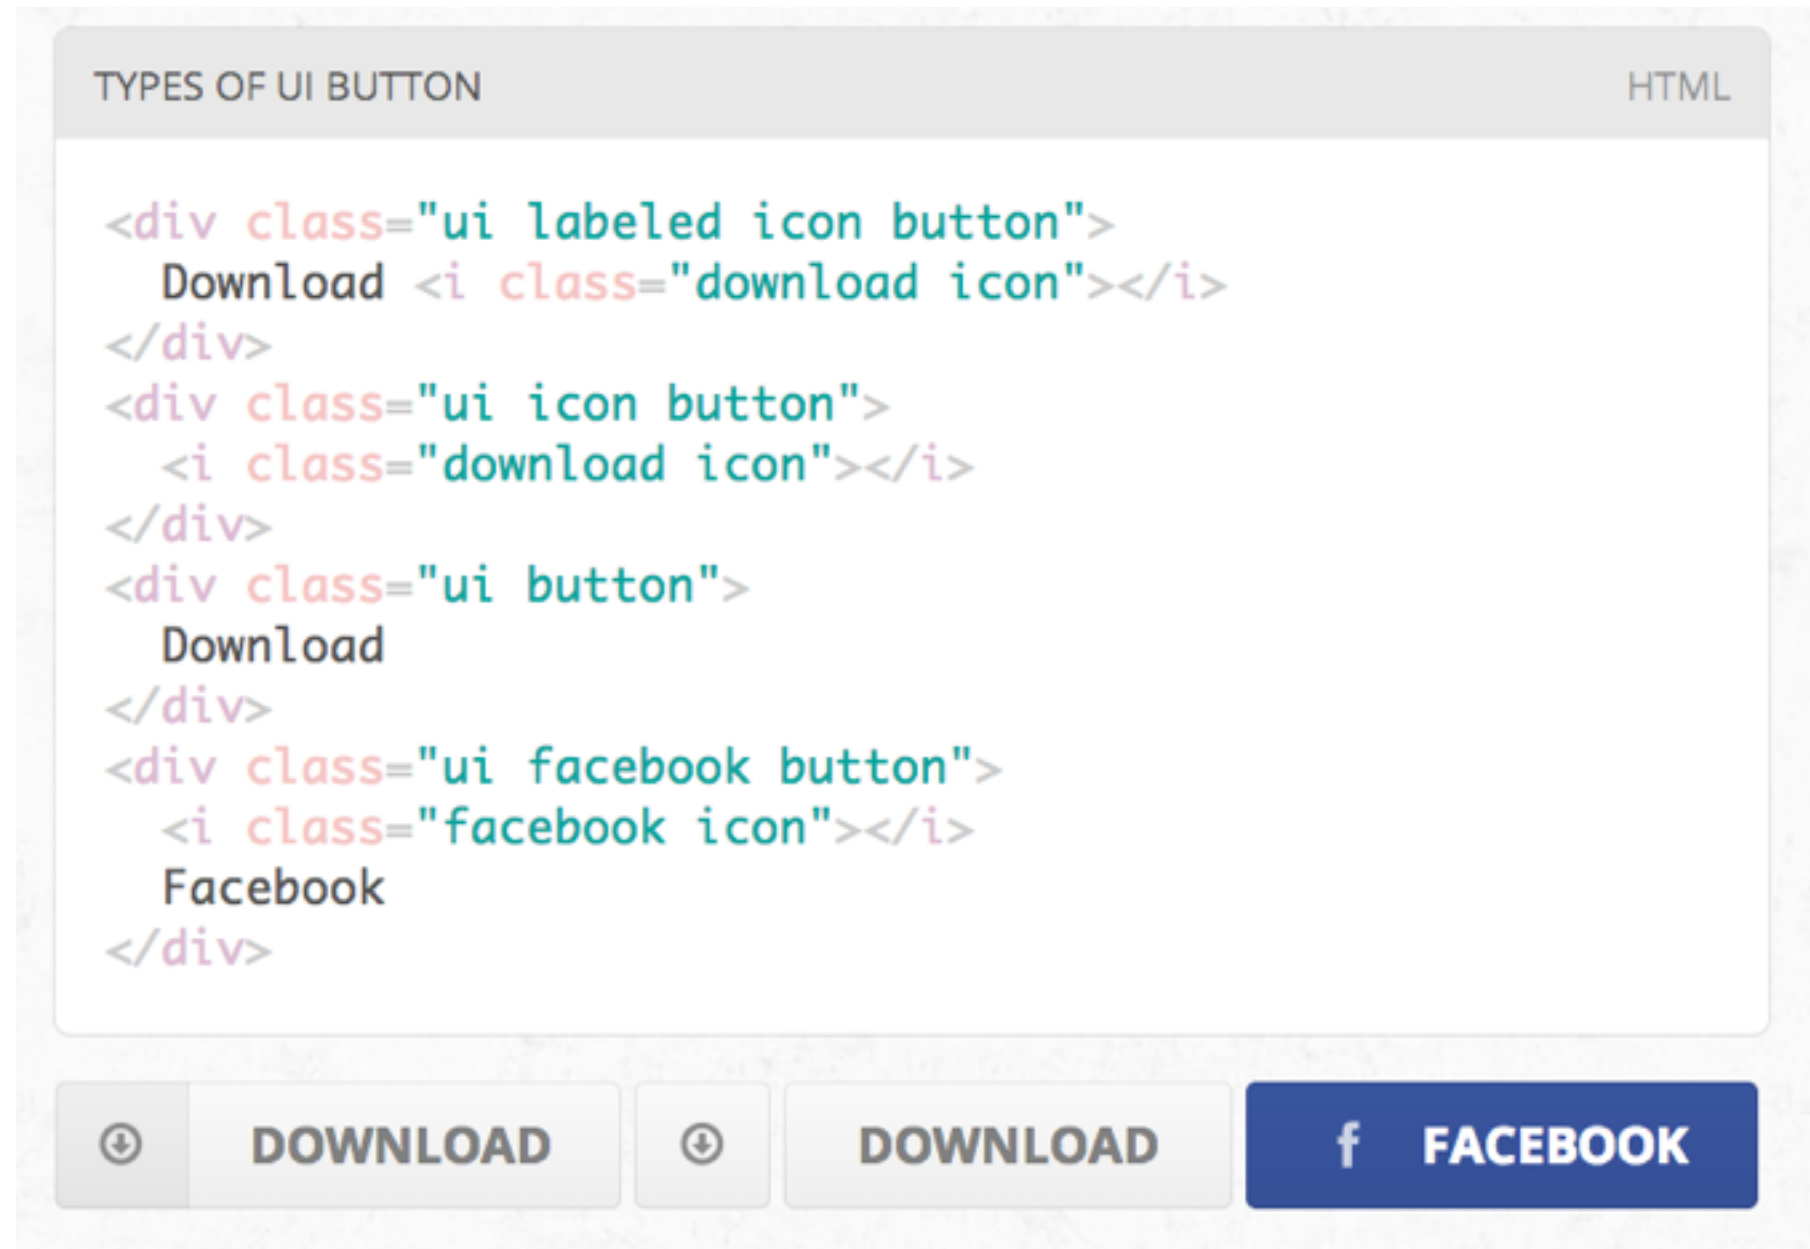 TYPES OF UI BUTTON HTML
<div class="ui labeled icon button">
  Download <i class="download icon"></i>
</div>
<div class="ui icon button">
  <i class="download icon"></i>
</div>
<div class="ui button">
  Download
</div>
<div class="ui facebook button">
  <i class="facebook icon"></i>
  Facebook
</div>
DOWNLOAD DOWNLOAD f FACEBOOK